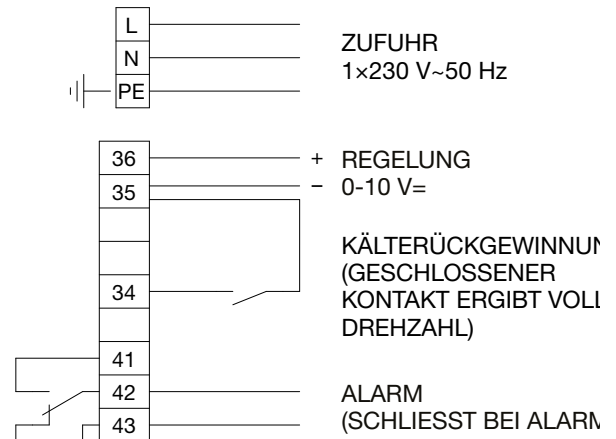 L
N
PE
ZUFUHR
1×230 V~50 Hz
36
+ REGELUNG
35
– 0-10 V=
KÄLTERÜCKGEWINNUN
(GESCHLOSSENER
34
KONTAKT ERGIBT VOLL
DREHZAHL)
41
42
ALARM
43
(SCHLIESST BEI ALARM